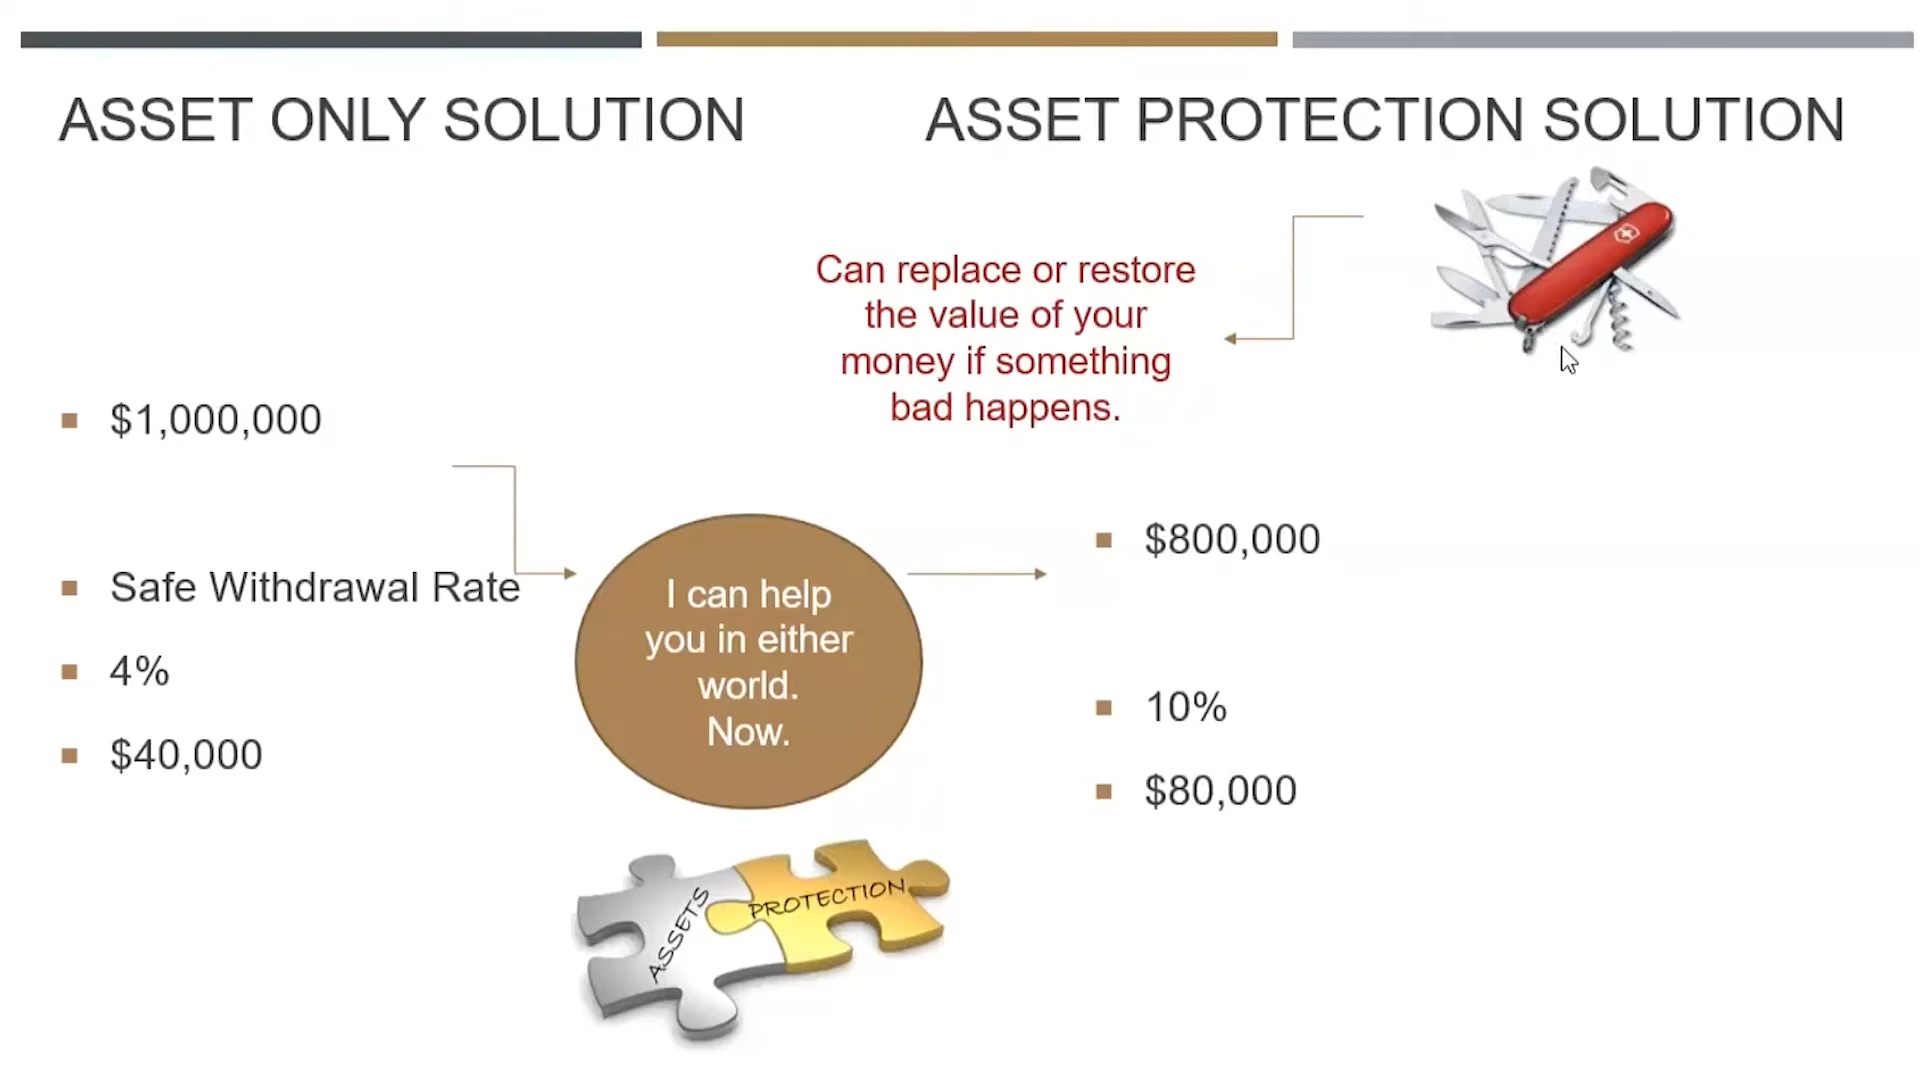 ASSET ONLY SOLUTION
ASSET PROTECTION SOLUTION
Can replace or restore
the value of your
money if something
bad happens.
$1,000,000
Safe Withdrawal Rate
4%
$40,000
I can help
you in either
world.
Now.
$800,000
10%
$80,000
ASSETS
PROTECTION